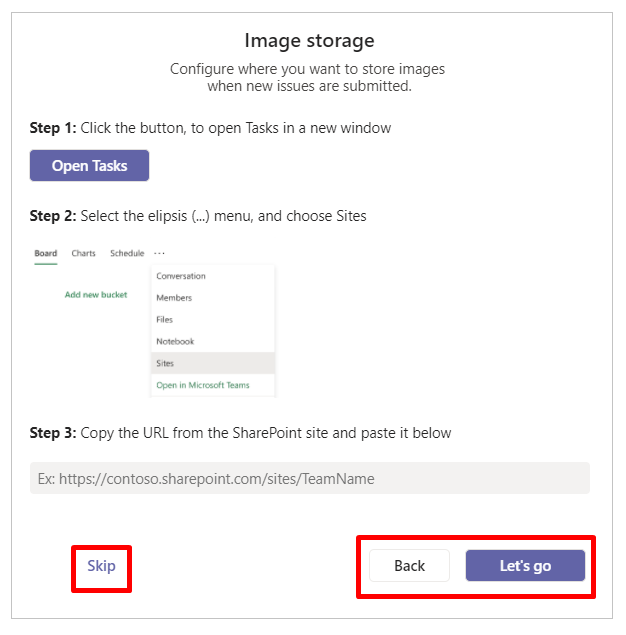 Image storage
Configure where you want to store images
when new issues are submitted.
Step 1: Click the button, to open Tasks in a new window
Open Tasks
Step 2: Select the elipsis (...) menu, and choose Sites
Board Charts Schedule ...
Conversation
Add new bucket
Members
Files
Notebook
Sites
Open in Microsoft Teams
Step 3: Copy the URL from the SharePoint site and paste it below
Ex: https://contoso.sharepoint.com/sites/TeamName
Skip Back Let's go